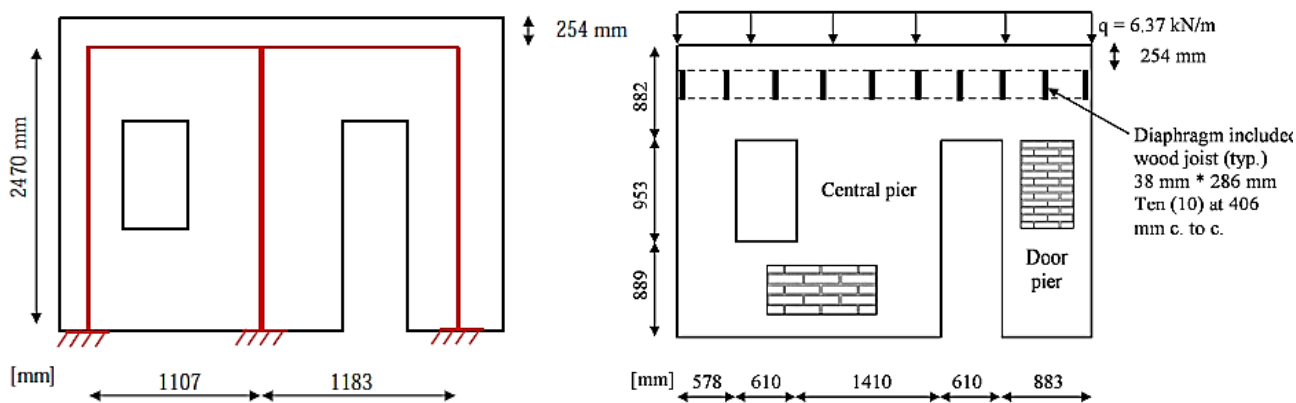 254 mm
2470 mm
[mm]
1107
1183
q = 6.37 kN/m
254 mm
882
953
889
Central pier
Door
pier
Diaphragm included
wood joist (typ.)
38 mm * 286 mm
Ten (10) at 406
mm c. to c.
[mm]
578
610
1410
610
883